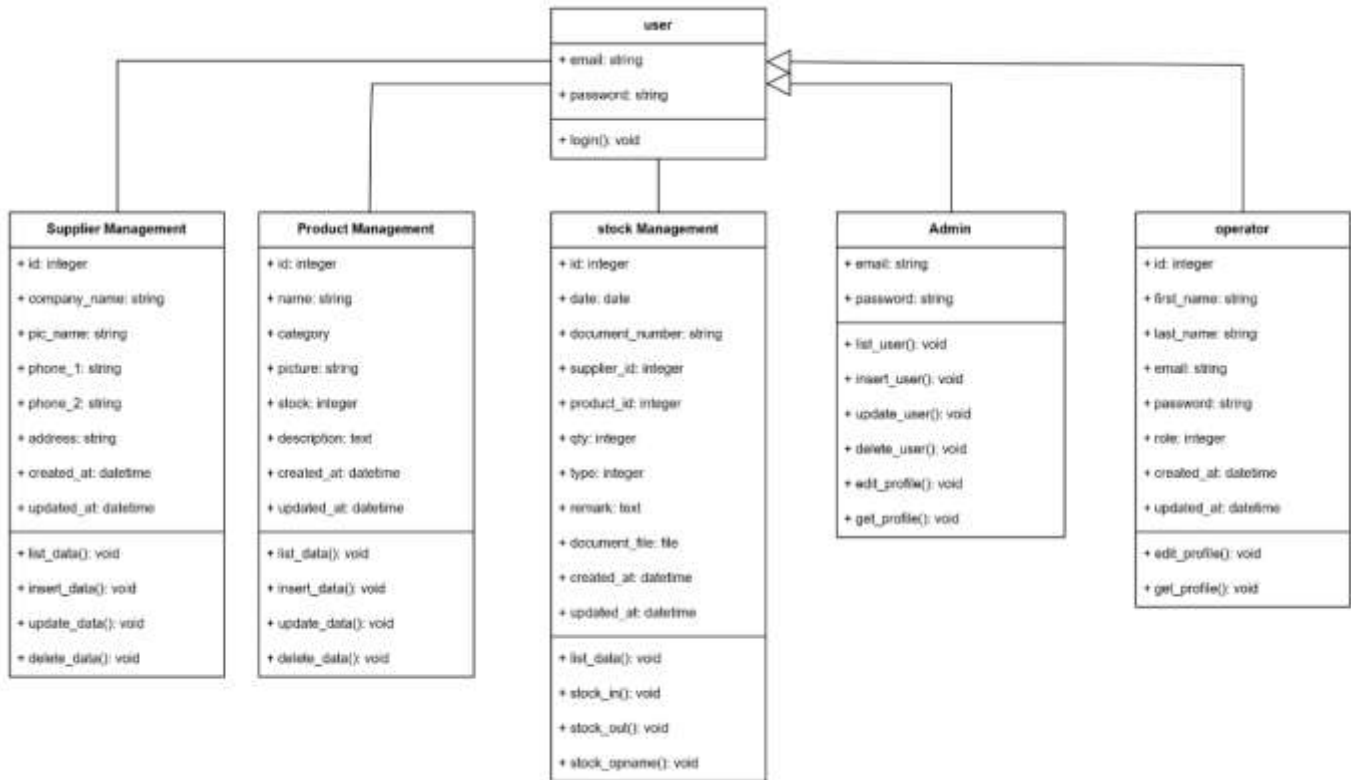 user
+ email: string
+ password: string
+ login(): void
Supplier Management
+ id: integer
+ company_name: string
+ pic_name: string
+ phone_1: string
+ phone_2: string
+ address: string
+ created_at: datetime
+ updated_at: datetime
+ list_data(): void
+ insert_data(): void
+ update_data(): void
+ delete_data(): void
Product Management
+ id: integer
+ name: string
+ category
+ picture: string
+ stock: integer
+ description: text
+ created_at: datetime
+ updated_at: datetime
+ list_data(): void
+ insert_data(): void
+ update_data(): void
+ delete_data(): void
stock Management
+ id: integer
+ date: date
+ document_number: string
+ supplier_id: integer
+ product_id: integer
+ qty: integer
+ type: integer
+ remark: text
+ document_file: file
+ created_at: datetime
+ updated_at: datetime
+ list_data(): void
+ stock_in(): void
+ stock_out(): void
+ stock_opname(): void
Admin
+ email: string
+ password: string
+ list_user(): void
+ insert_user(): void
+ update_user(): void
+ delete_user(): void
+ edit_profile(): void
+ get_profile(): void
operator
+ id: integer
+ first_name: string
+ last_name: string
+ email: string
+ password: string
+ role: integer
+ created_at: datetime
+ updated_at: datetime
+ edit_profile(): void
+ get_profile(): void